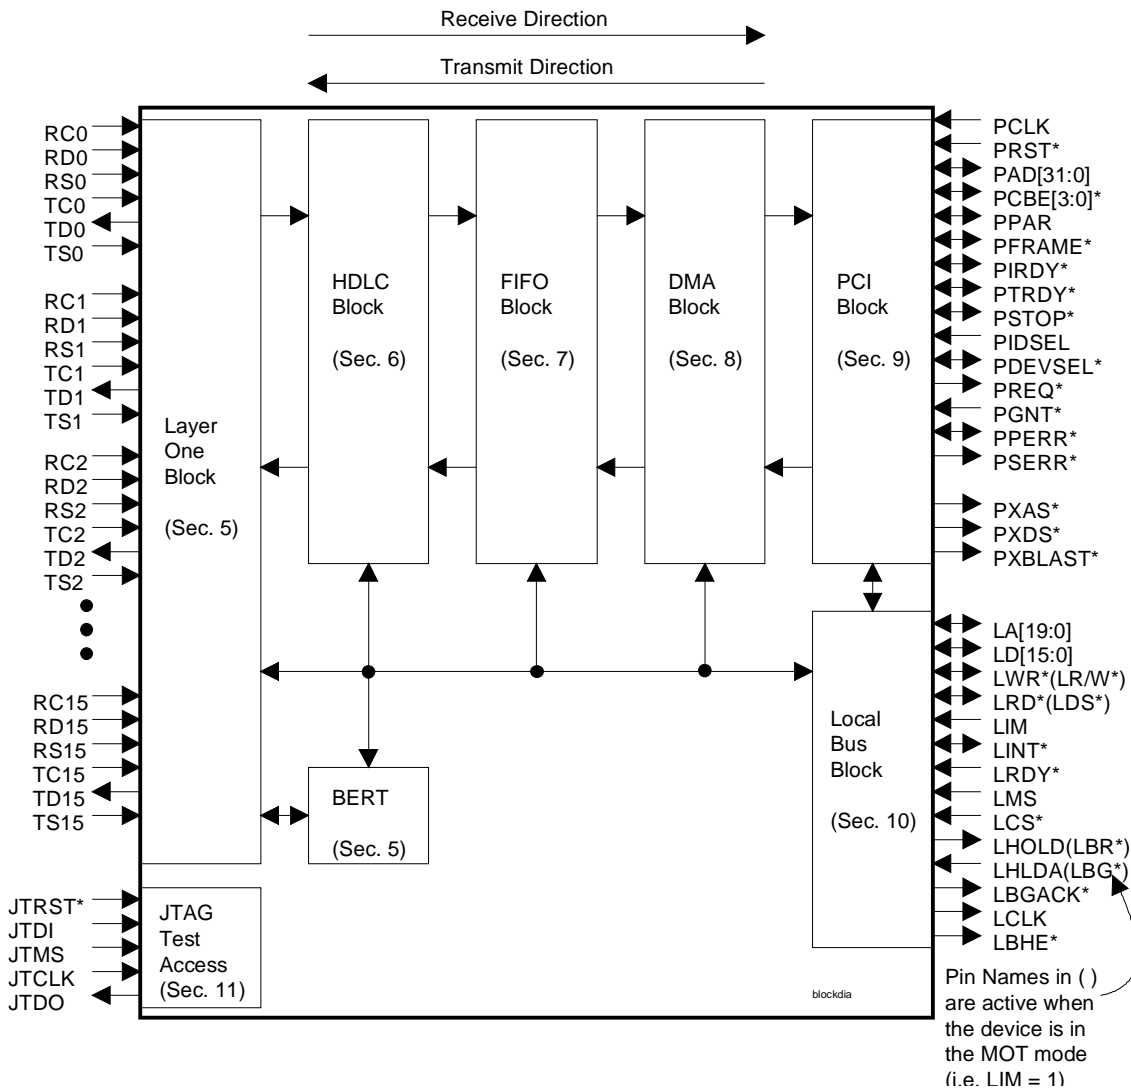 Receive Direction
Transmit Direction
RC0
RD0
RS0
TC0
TD0
TS0
RC1
RD1
RS1
TC1
TD1
TS1
RC2
RD2
RS2
TC2
TD2
TS2
RC15
RD15
RS15
TC15
TD15
TS15
JTRST*
JTDI
JTMS
JTCLK
JTDO
Layer
One
Block
(Sec. 5)
JTAG
Test
Access
(Sec. 11)
HDLC
Block
(Sec. 6)
FIFO
Block
(Sec. 7)
DMA
Block
(Sec. 8)
PCI
Block
(Sec. 9)
BERT
(Sec. 5)
Local
Bus
Block
(Sec. 10)
blockdia
PCLK
PRST*
PAD[31:0]
PCBE[3:0]*
PPAR
PFRAME*
PIRDY*
PTRDY*
PSTOP*
PIDSEL
PDEVSEL*
PREQ*
PGNT*
PPERR*
PSERR*
PXAS*
PXDS*
PXBLAST*
LA[19:0]
LD[15:0]
LWR*(LR/W*)
LRD*(LDS*)
LIM
LINT*
LRDY*
LMS
LCS*
LHOLD(LBR*)
LHLDA(LBG*)
LBGACK*
LCLK
LBHE*
Pin Names in ( )
are active when
the device is in
the MOT mode
(i.e. LIM = 1)